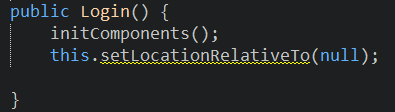 public Login() {
    initComponents();
    this.setLocationRelativeTo(null);
}